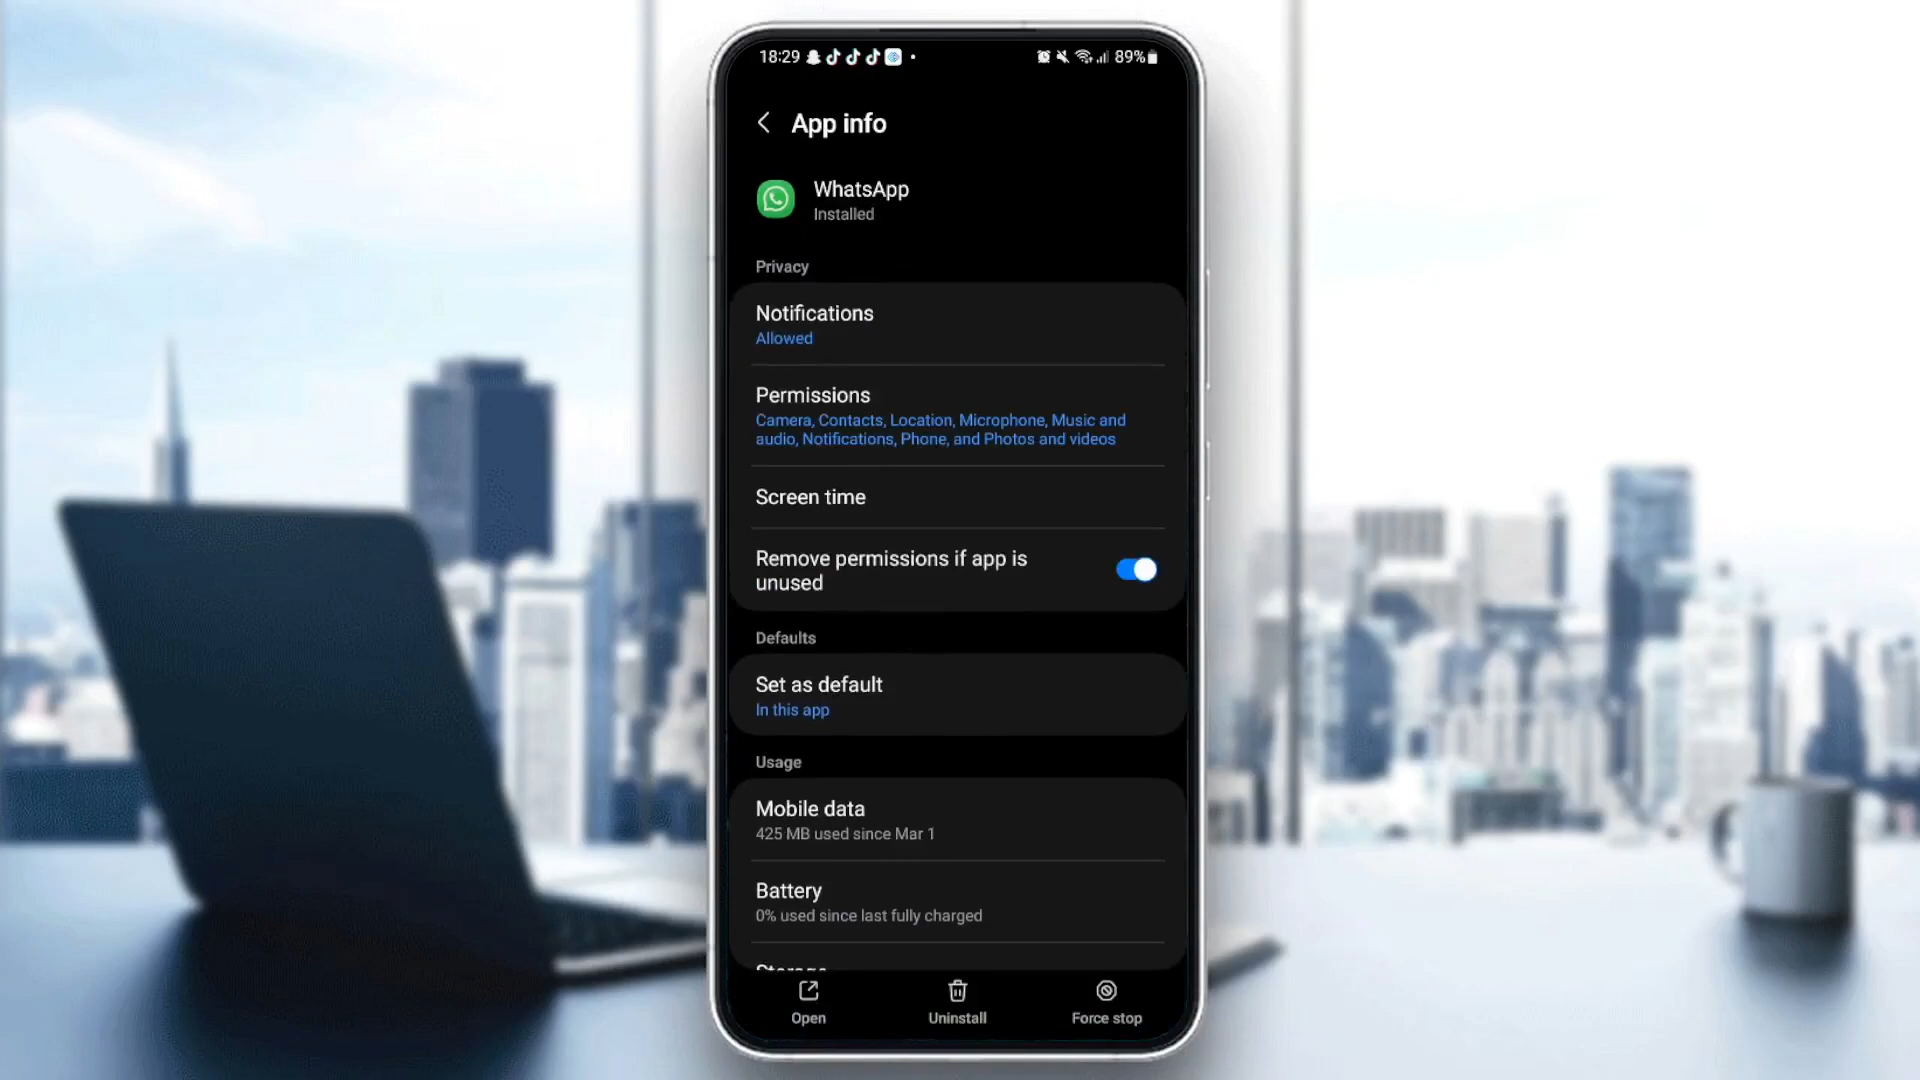 18:29
89%
App info
WhatsApp
Installed
Privacy
Notifications
Allowed
Permissions
Camera, Contacts, Location, Microphone, Music and
audio, Notifications, Phone, and Photos and videos
Screen time
Remove permissions if app is
unused
Defaults
Set as default
In this app
Usage
Mobile data
425 MB used since Mar 1
Battery
0% used since last fully charged
Storage
Open
Uninstall
Force stop